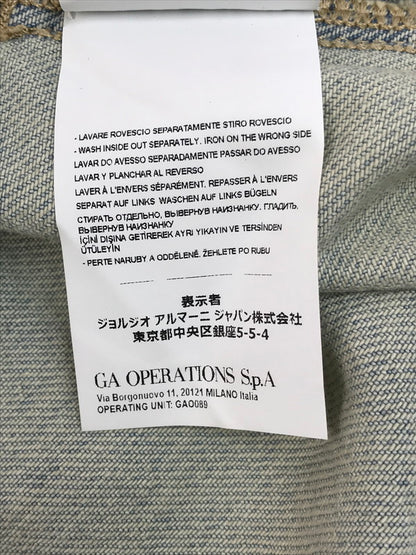 - LAVARE ROVESCIO SEPARATAMENTE STIRO ROVESCIO
- WASH INSIDE OUT SEPARATELY. IRON ON THE WRONG SIDE
LAVAR DO AVESSO SEPARADAMENTE PASSAR DO AVESSO
LAVAR Y PLANCHAR AL REVERSO
LAVER À L'ENVERS SÉPARÉMENT. REPASSER À L'ENVERS
SEPARAT AUF LINKS WASCHEN AUF LINKS BÜGELN
СТИРАТЬ ОТДЕЛЬНО, ВЫВЕРНУВ НАИЗНАНКУ. ГЛАДИТЬ,
ВЫВЕРНУВ НАИЗНАНКУ
İÇİNİ DIŞINA GETİREREK AYRI YIKAYIN VE TERSİNDEN
ÜTÜLEYİN
- PERTE NARUBY A ODDĚLENĚ. ŽEHLETE PO RUBU
表示者
ジョルジオ アルマーニ ジャパン株式会社
東京都中央区銀座5-5-4
GA OPERATIONS S.p.A
Via Borgonuovo 11, 20121 MILANO Italia
OPERATING UNIT: GAO089